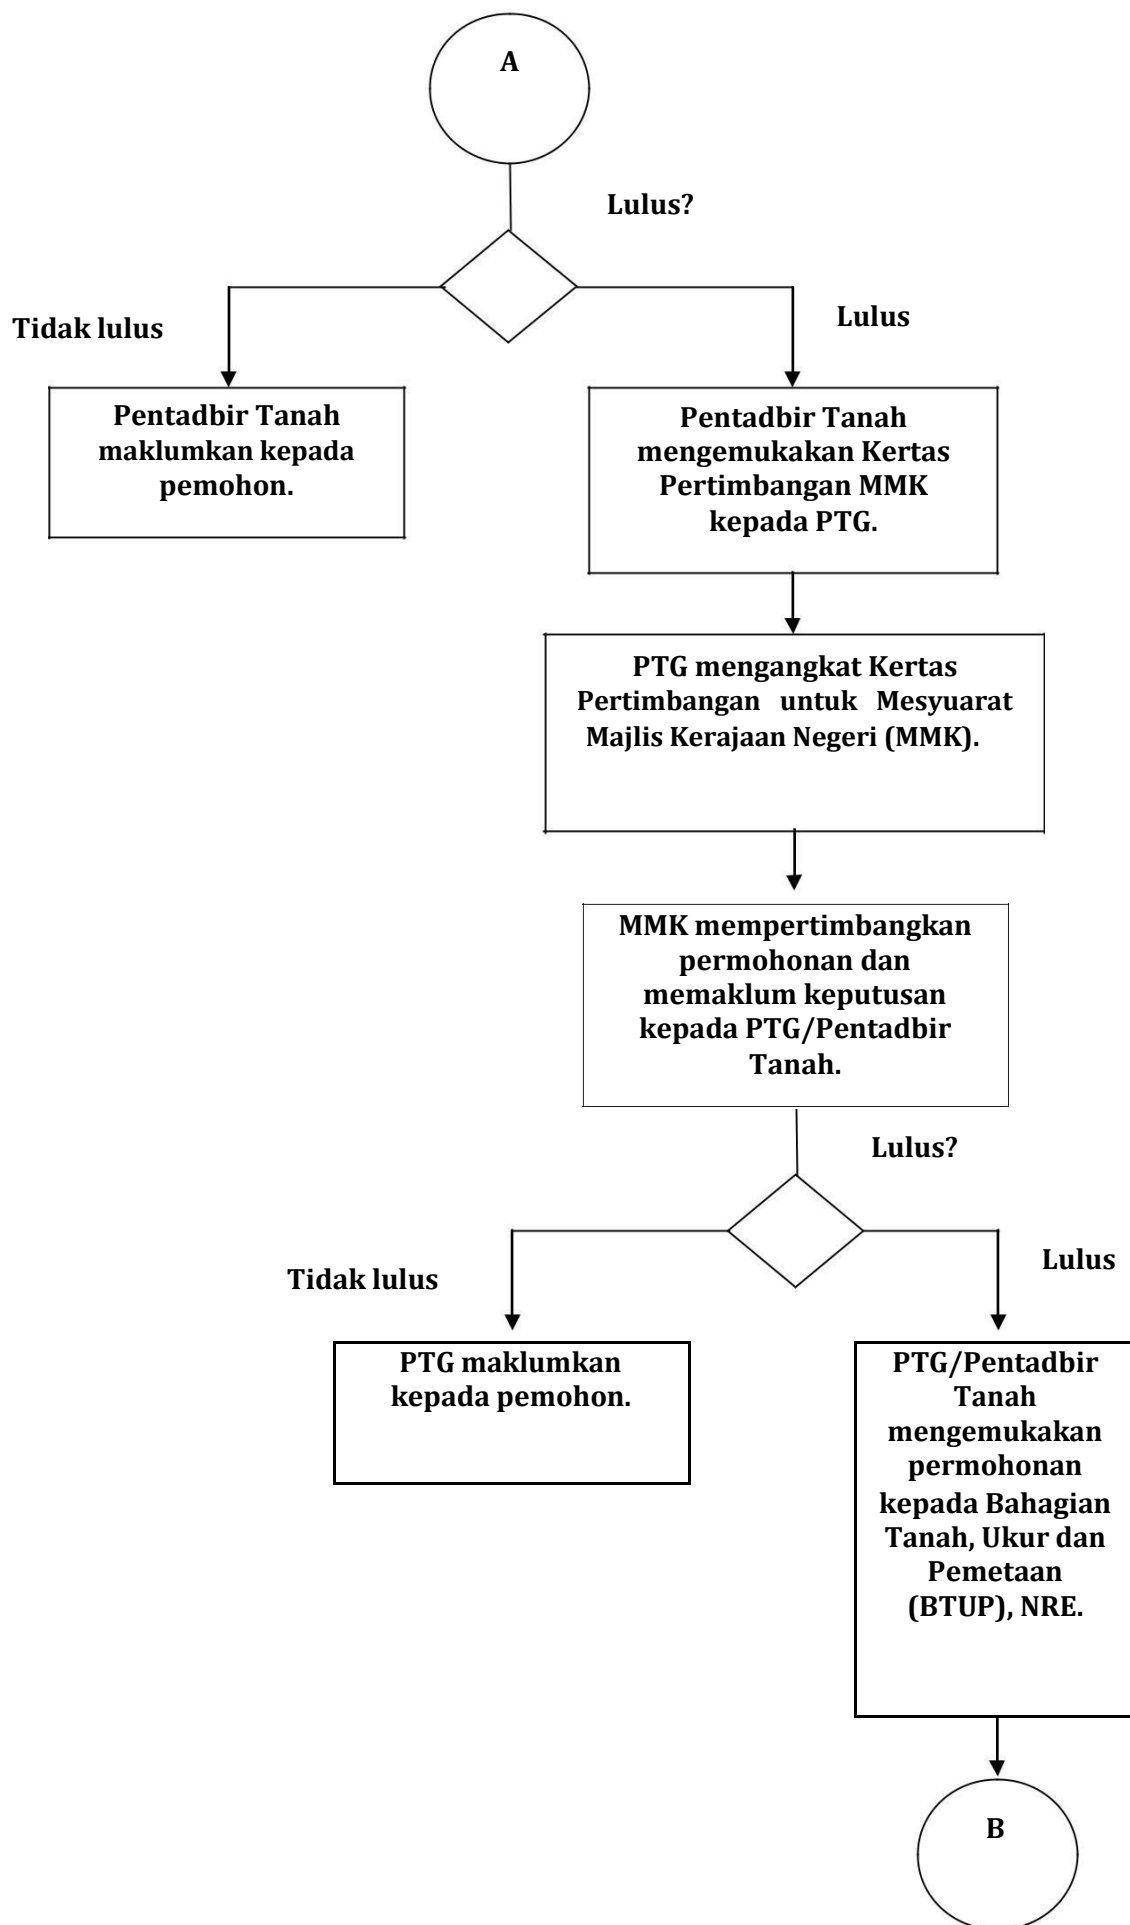 A
Lulus?
Tidak lulus
Lulus
Pentadbir Tanah
maklumkan kepada
pemohon.
Pentadbir Tanah
mengemukakan Kertas
Pertimbangan MMK
kepada PTG.
PTG mengangkat Kertas
Pertimbangan untuk Mesyuarat
Majlis Kerajaan Negeri (MMK).
MMK mempertimbangkan
permohonan dan
memaklum keputusan
kepada PTG/Pentadbir
Tanah.
Lulus?
Tidak lulus
Lulus
PTG maklumkan
kepada pemohon.
PTG/Pentadbir
Tanah
mengemukakan
permohonan
kepada Bahagian
Tanah, Ukur dan
Pemetaan
(BTUP), NRE.
B